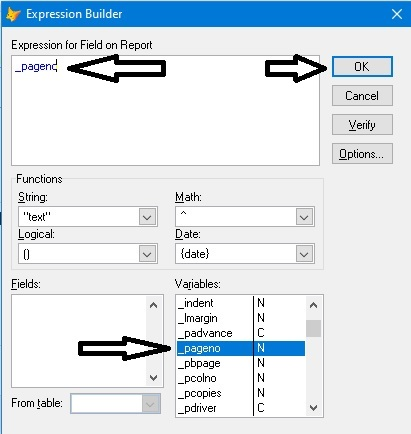 Expression Builder
Expression for Field on Report
_pageno
OK
Cancel
Verify
Options...
Functions
String:
Math:
"text"
^
Logical:
Date:
()
{date}
Fields:
Variables:
_indent N
_lmargin N
_padvance C
_pageno N
_pbpage N
_pcolno N
_pcopies N
_pdriver C
From table: